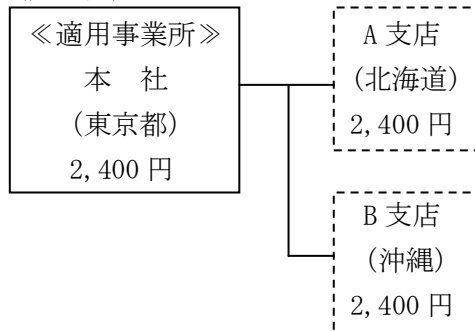 ≪適用事業所≫
本　社
(東京都)
2,400 円
A 支店
(北海道)
2,400 円
B 支店
(沖縄)
2,400 円